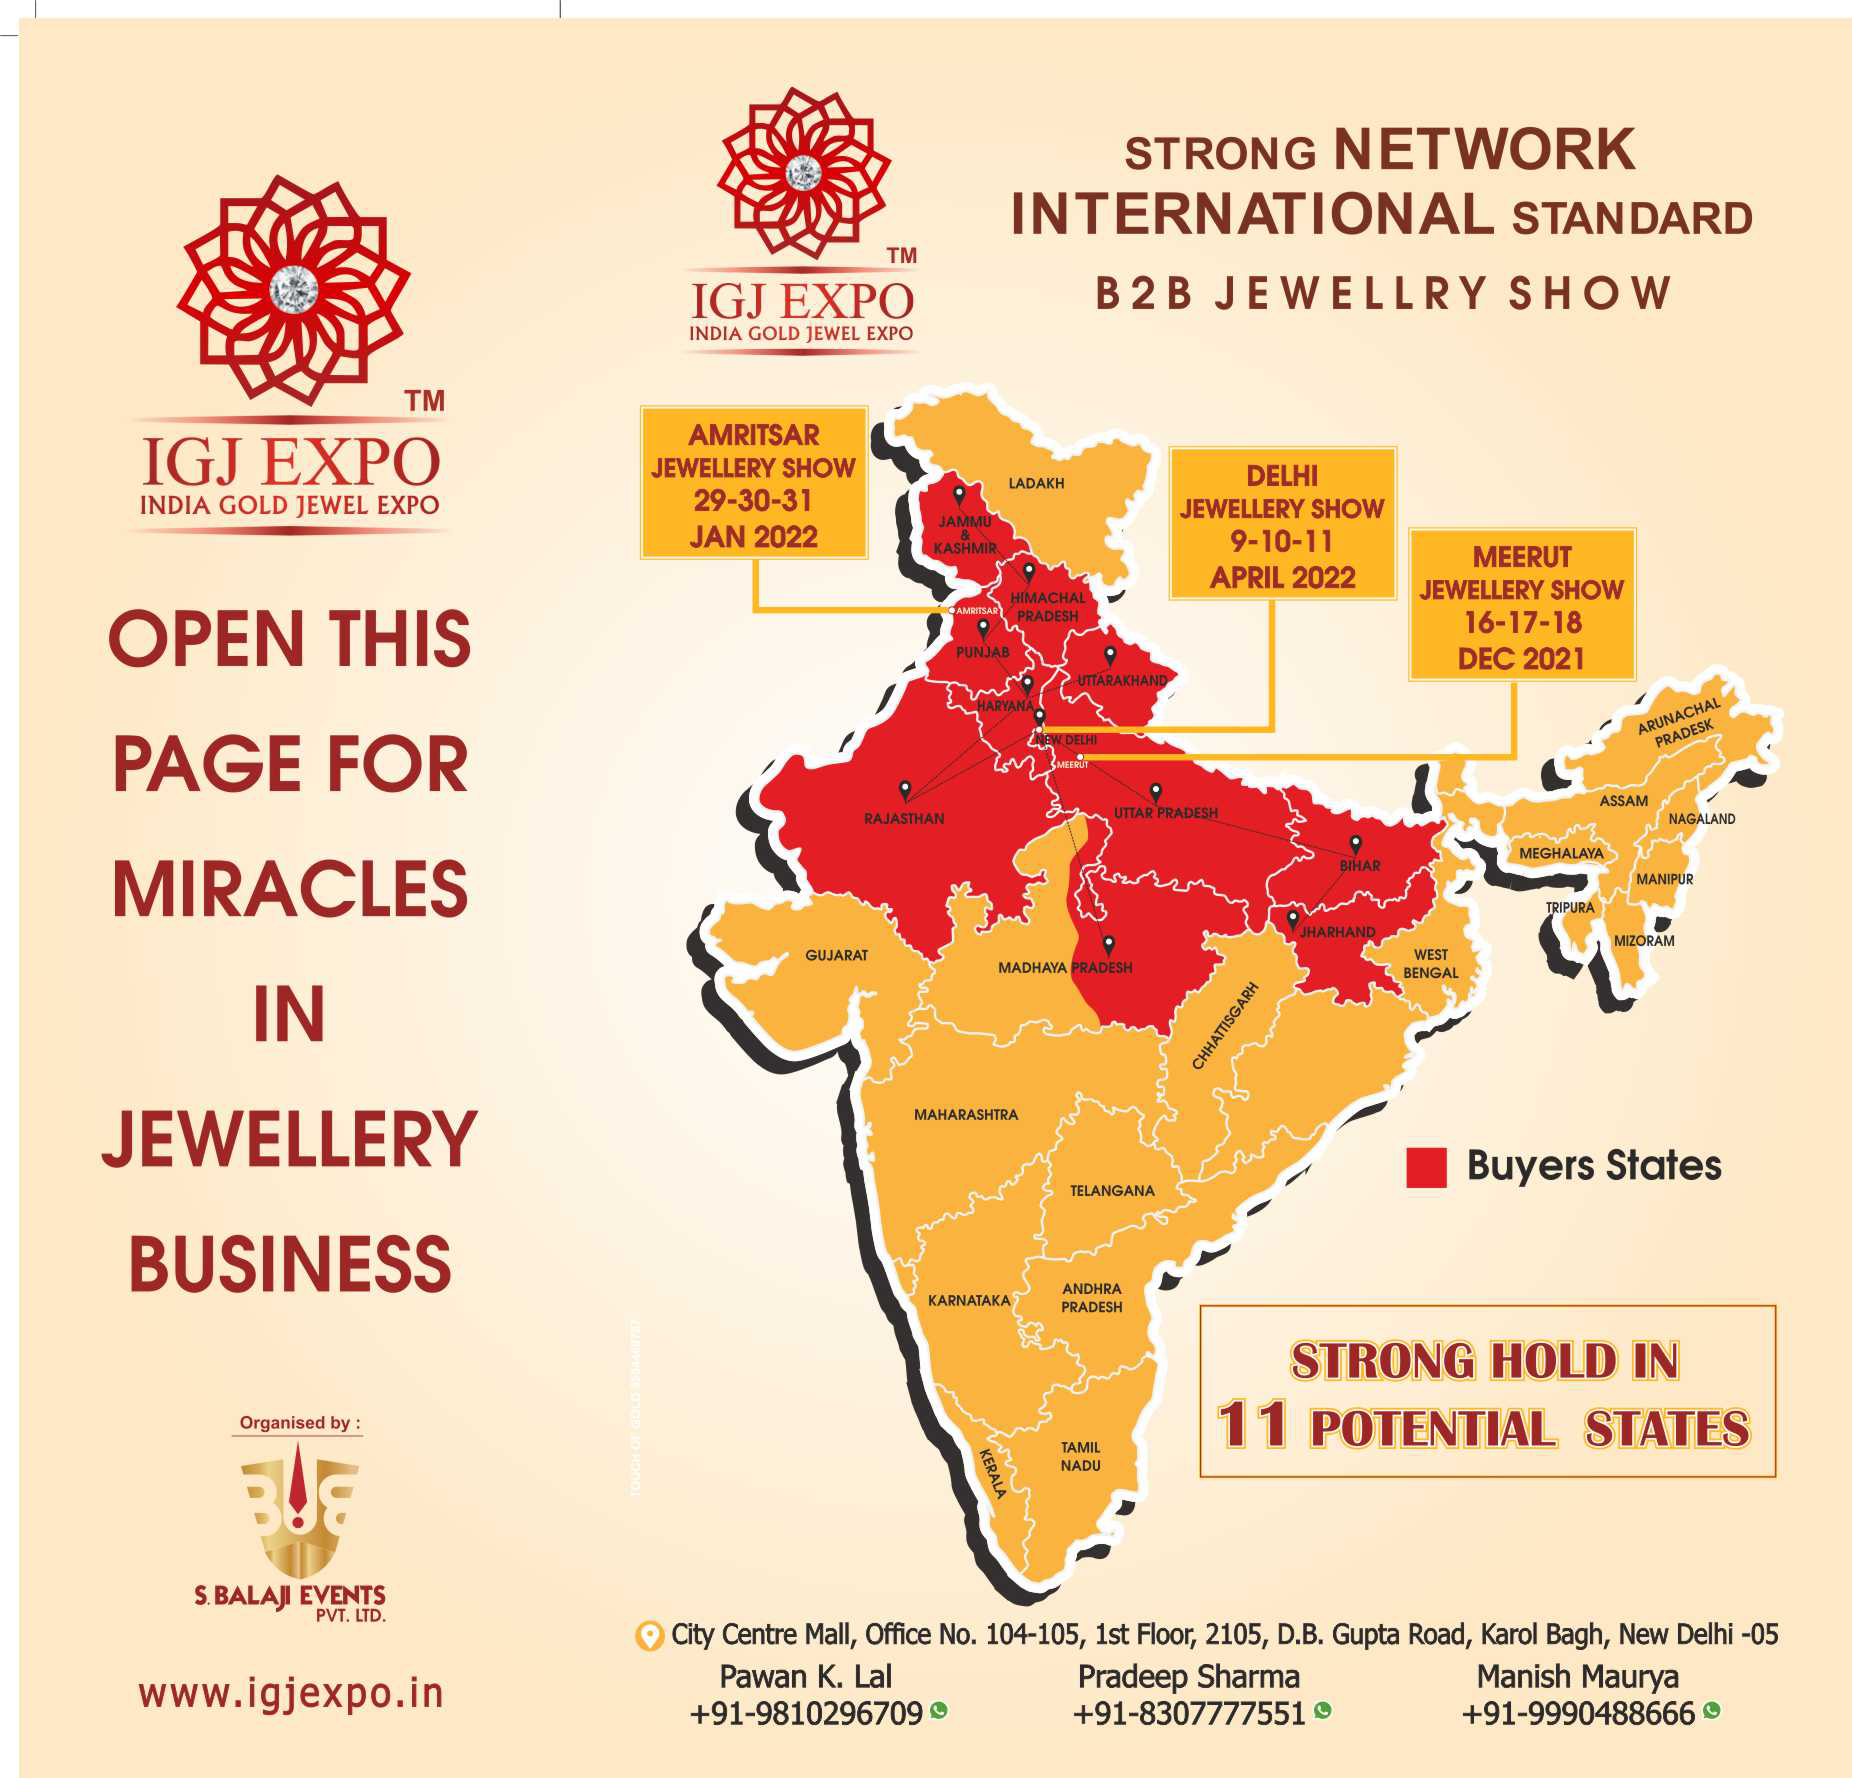 TM
IGJ EXPO
INDIA GOLD JEWEL EXPO
OPEN THIS
PAGE FOR
MIRACLES
IN
JEWELLERY
BUSINESS
Organised by :
S. BALAJI EVENTS
PVT. LTD.
www.igjexpo.in
TM
IGJ EXPO
INDIA GOLD JEWEL EXPO
STRONG NETWORK
INTERNATIONAL STANDARD
B2B JEWELLRY SHOW
AMRITSAR
JEWELLERY SHOW
29-30-31
JAN 2022
DELHI
JEWELLERY SHOW
9-10-11
APRIL 2022
MEERUT
JEWELLERY SHOW
16-17-18
DEC 2021
LADAKH
JAMMU
&
KASHMIR
HIMACHAL
PRADESH
AMRITSAR
PUNJAB
UTTARAKHAND
HARYANA
NEW DELHI
MEERUT
RAJASTHAN
UTTAR PRADESH
BIHAR
JHARHAND
ARUNACHAL
PRADESK
ASSAM
NAGALAND
MEGHALAYA
MANIPUR
TRIPURA
MIZORAM
WEST
BENGAL
GUJARAT
MADHAYA PRADESH
CHHATTISGARH
MAHARASHTRA
TELANGANA
KARNATAKA
ANDHRA
PRADESH
KERALA
TAMIL
NADU
Buyers States
STRONG HOLD IN
11 POTENTIAL STATES
City Centre Mall, Office No. 104-105, 1st Floor, 2105, D.B. Gupta Road, Karol Bagh, New Delhi -05
Pawan K. Lal
+91-9810296709
Pradeep Sharma
+91-8307777551
Manish Maurya
+91-9990488666
TOUCH OF GOLD